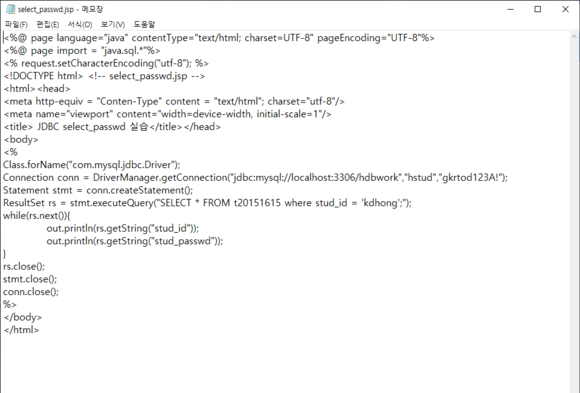 select_passwd.jsp - 메모장
파일(F) 편집(E) 서식(O) 보기(V) 도움말
<%@ page language="java" contentType="text/html; charset=UTF-8" pageEncoding="UTF-8"%>
<%@ page import = "java.sql.*"%>
<% request.setCharacterEncoding("utf-8"); %>
<!DOCTYPE html> <!-- select_passwd.jsp -->
<html><head>
<meta http-equiv = "Conten-Type" content = "text/html"; charset="utf-8"/>
<meta name="viewport" content="width=device-width, initial-scale=1"/>
<title> JDBC select_passwd 실습</title></head>
<body>
<%
Class.forName("com.mysql.jdbc.Driver");
Connection conn = DriverManager.getConnection("jdbc:mysql://localhost:3306/hdbwork","hstud","gkrtod123A!");
Statement stmt = conn.createStatement();
ResultSet rs = stmt.executeQuery("SELECT * FROM t20151615 where stud_id = 'kdhong';");
while(rs.next()){
out.println(rs.getString("stud_id"));
out.println(rs.getString("stud_passwd"));
}
rs.close();
stmt.close();
conn.close();
%>
</body>
</html>